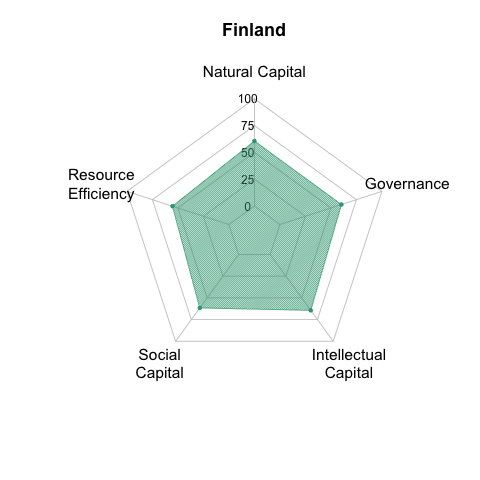 Finland
Natural Capital
100
75
50
25
0
Resource
Efficiency
Governance
Social
Capital
Intellectual
Capital